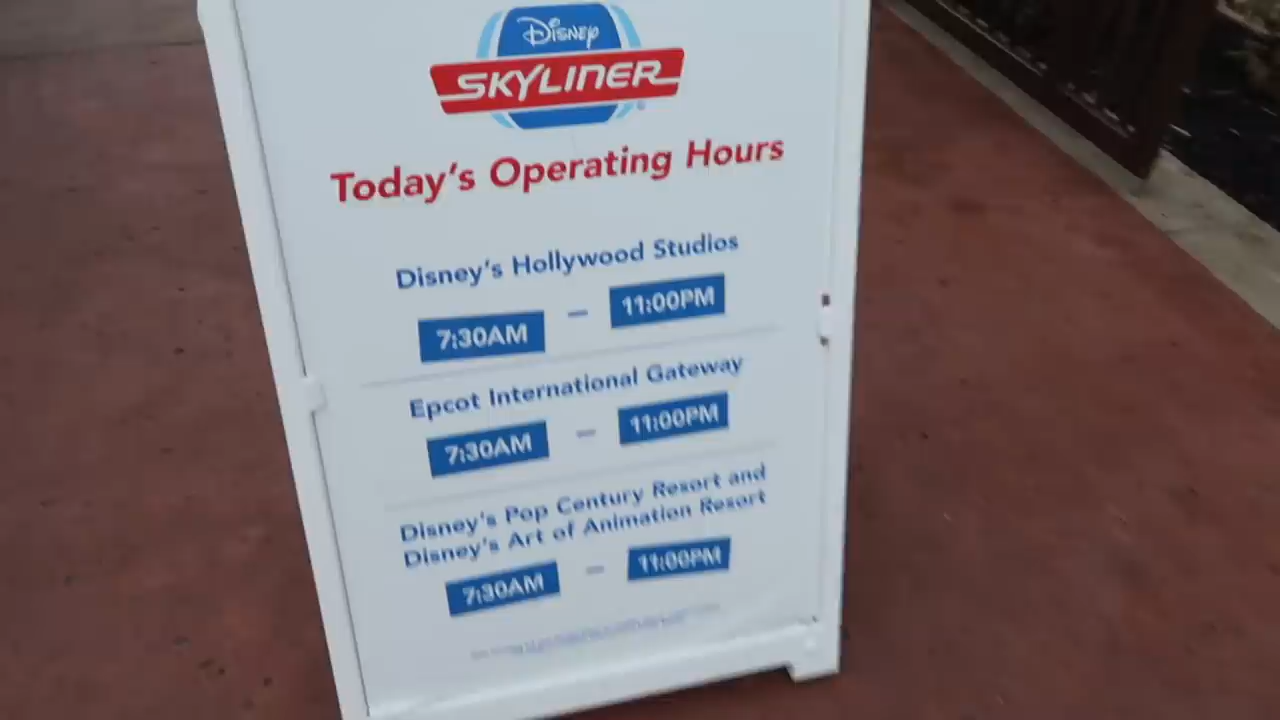 Disney
SKYLINER
Today's Operating Hours
Disney's Hollywood Studios
7:30AM – 11:00PM
Epcot International Gateway
7:30AM – 11:00PM
Disney's Pop Century Resort and
Disney's Art of Animation Resort
7:30AM – 11:00PM